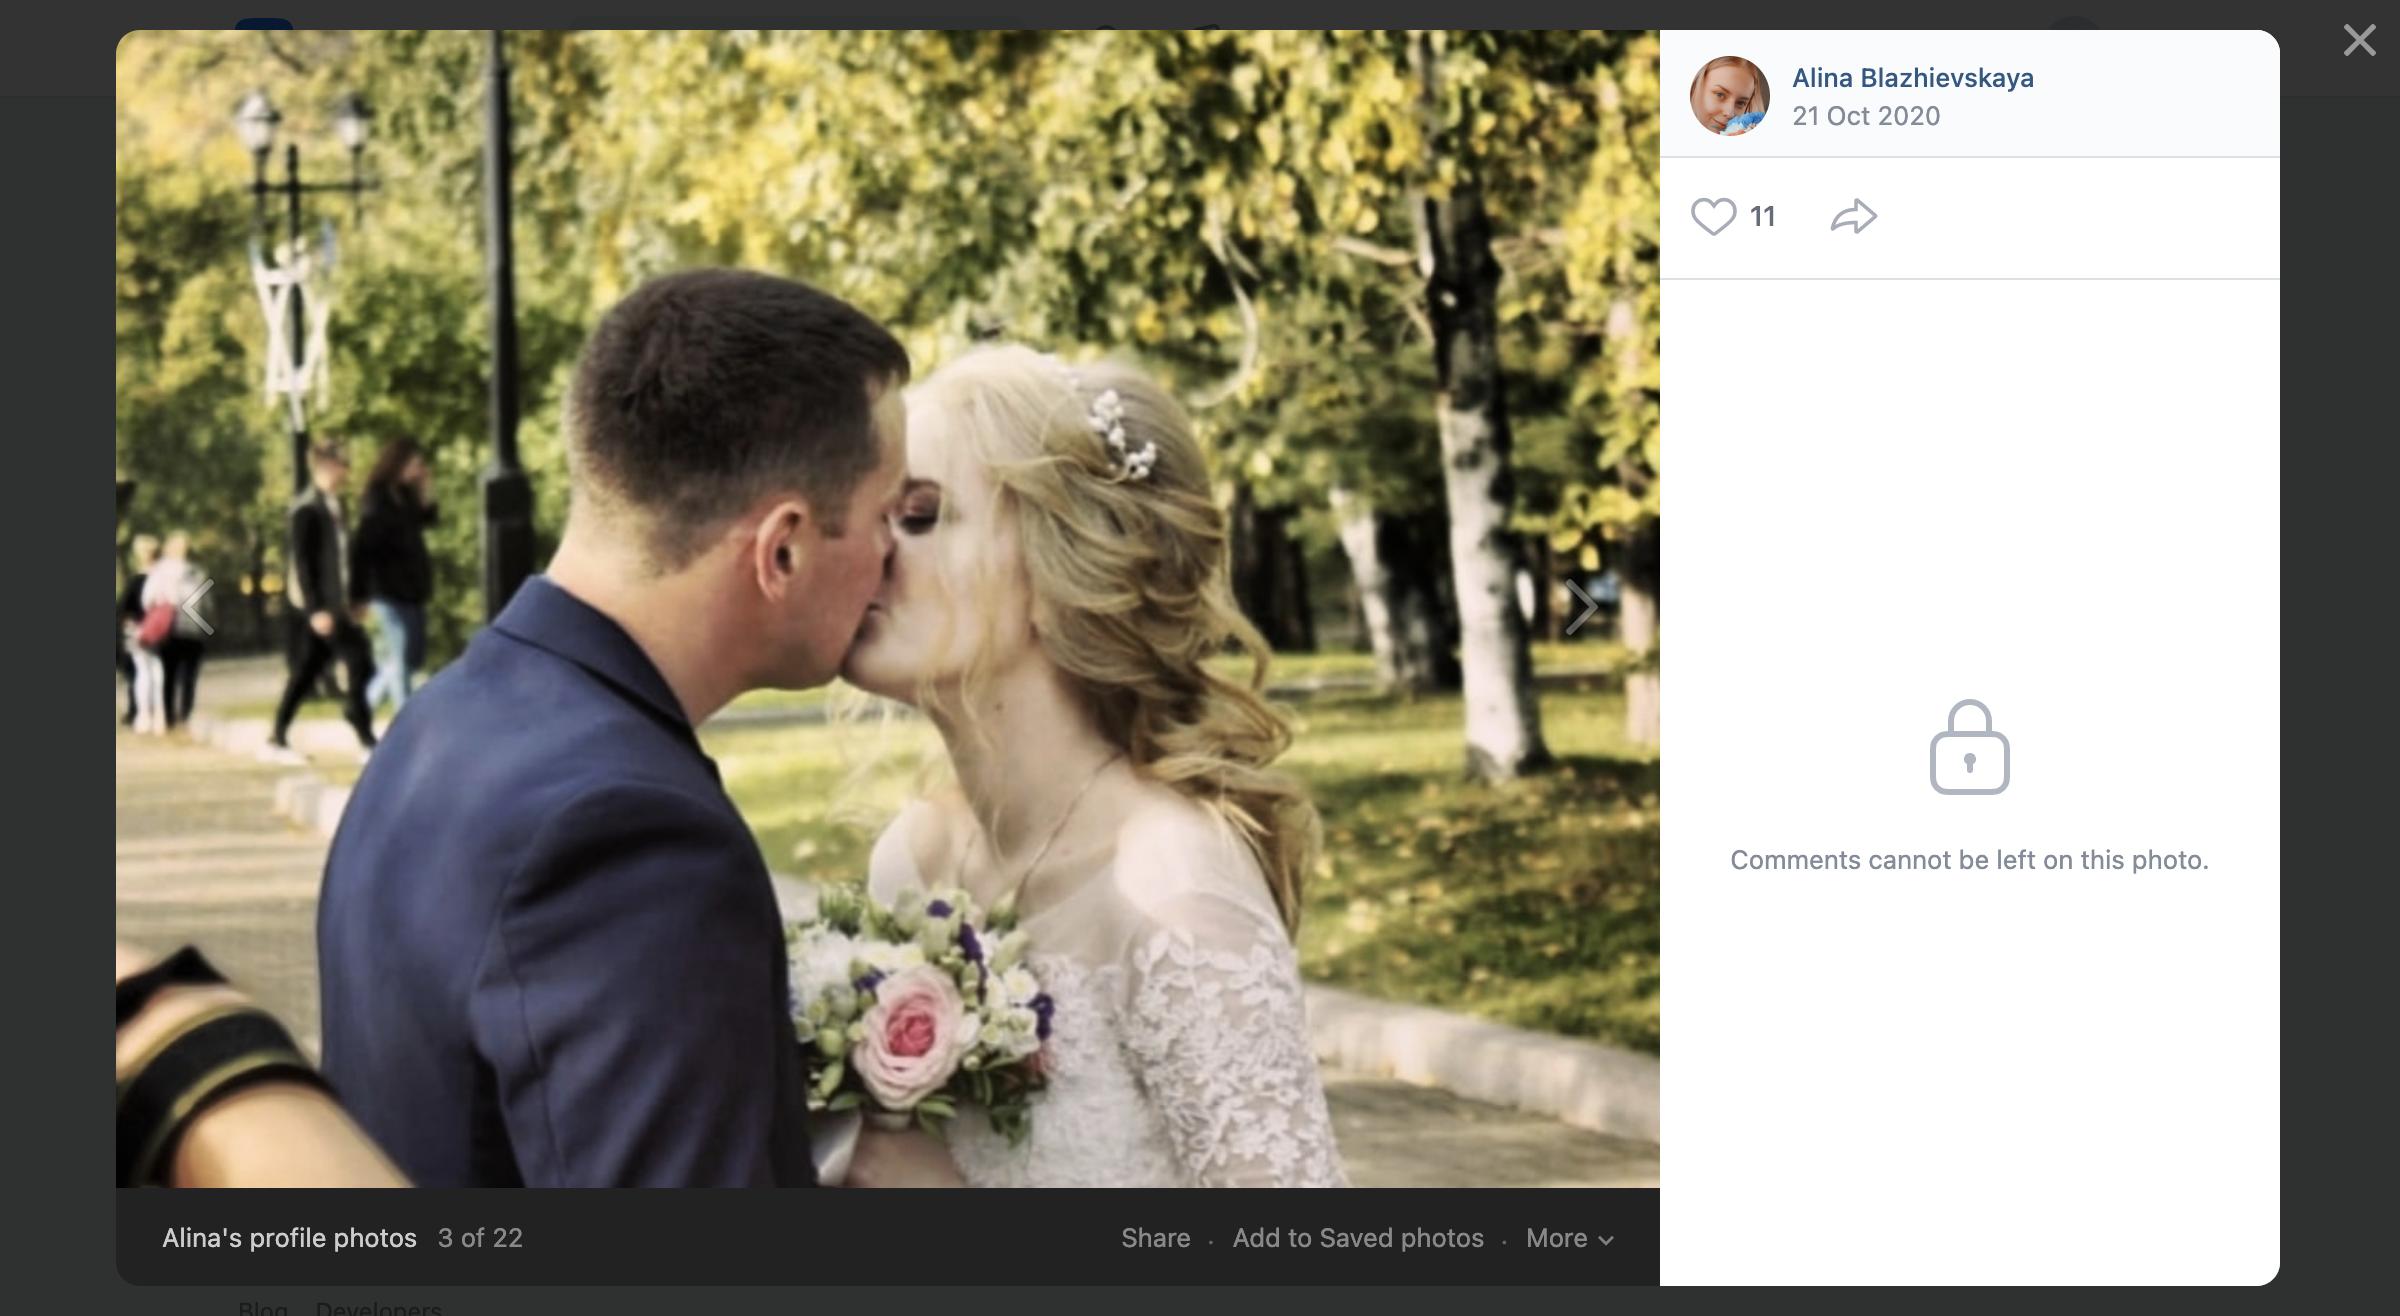 Alina Blazhievskaya
21 Oct 2020
11
Comments cannot be left on this photo.
Alina's profile photos 3 of 22
Share · Add to Saved photos · More
Blog Developers